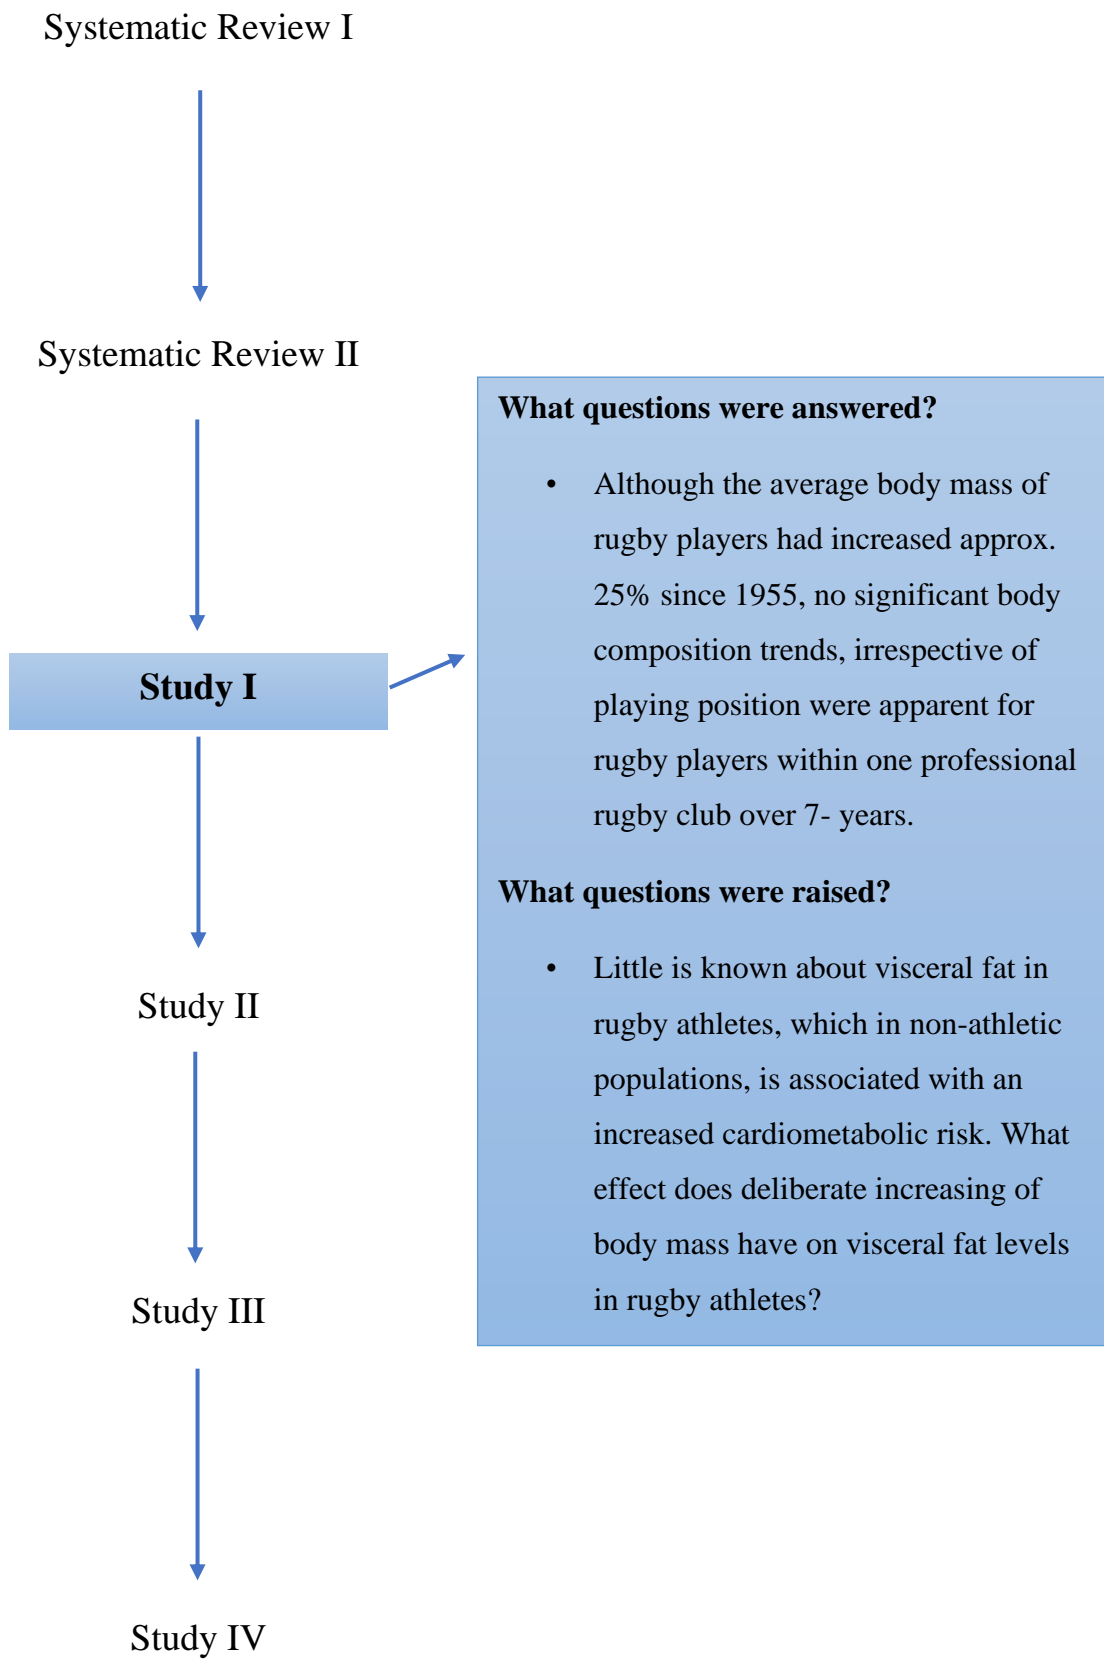 Systematic Review I
Systematic Review II
Study I
What questions were answered?
• Although the average body mass of
rugby players had increased approx.
25% since 1955, no significant body
composition trends, irrespective of
playing position were apparent for
rugby players within one professional
rugby club over 7- years.
What questions were raised?
• Little is known about visceral fat in
rugby athletes, which in non-athletic
populations, is associated with an
increased cardiometabolic risk. What
effect does deliberate increasing of
body mass have on visceral fat levels
in rugby athletes?
Study II
Study III
Study IV